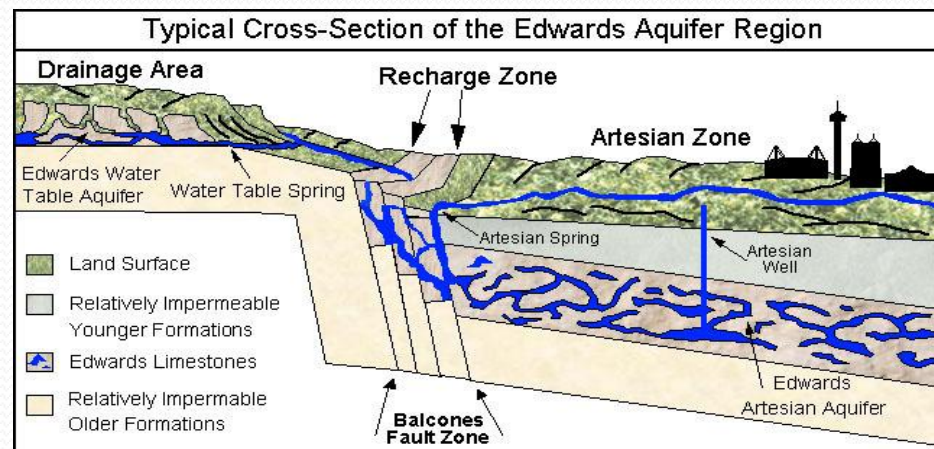 Typical Cross-Section of the Edwards Aquifer Region
Drainage Area
Recharge Zone
Artesian Zone
Edwards Water
Table Aquifer
Water Table Spring
Artesian Spring
Artesian
Well
Land Surface
Relatively Impermeable
Younger Formations
Edwards Limestones
Relatively Impermable
Older Formations
Balcones
Fault Zone
Edwards
Artesian Aquifer